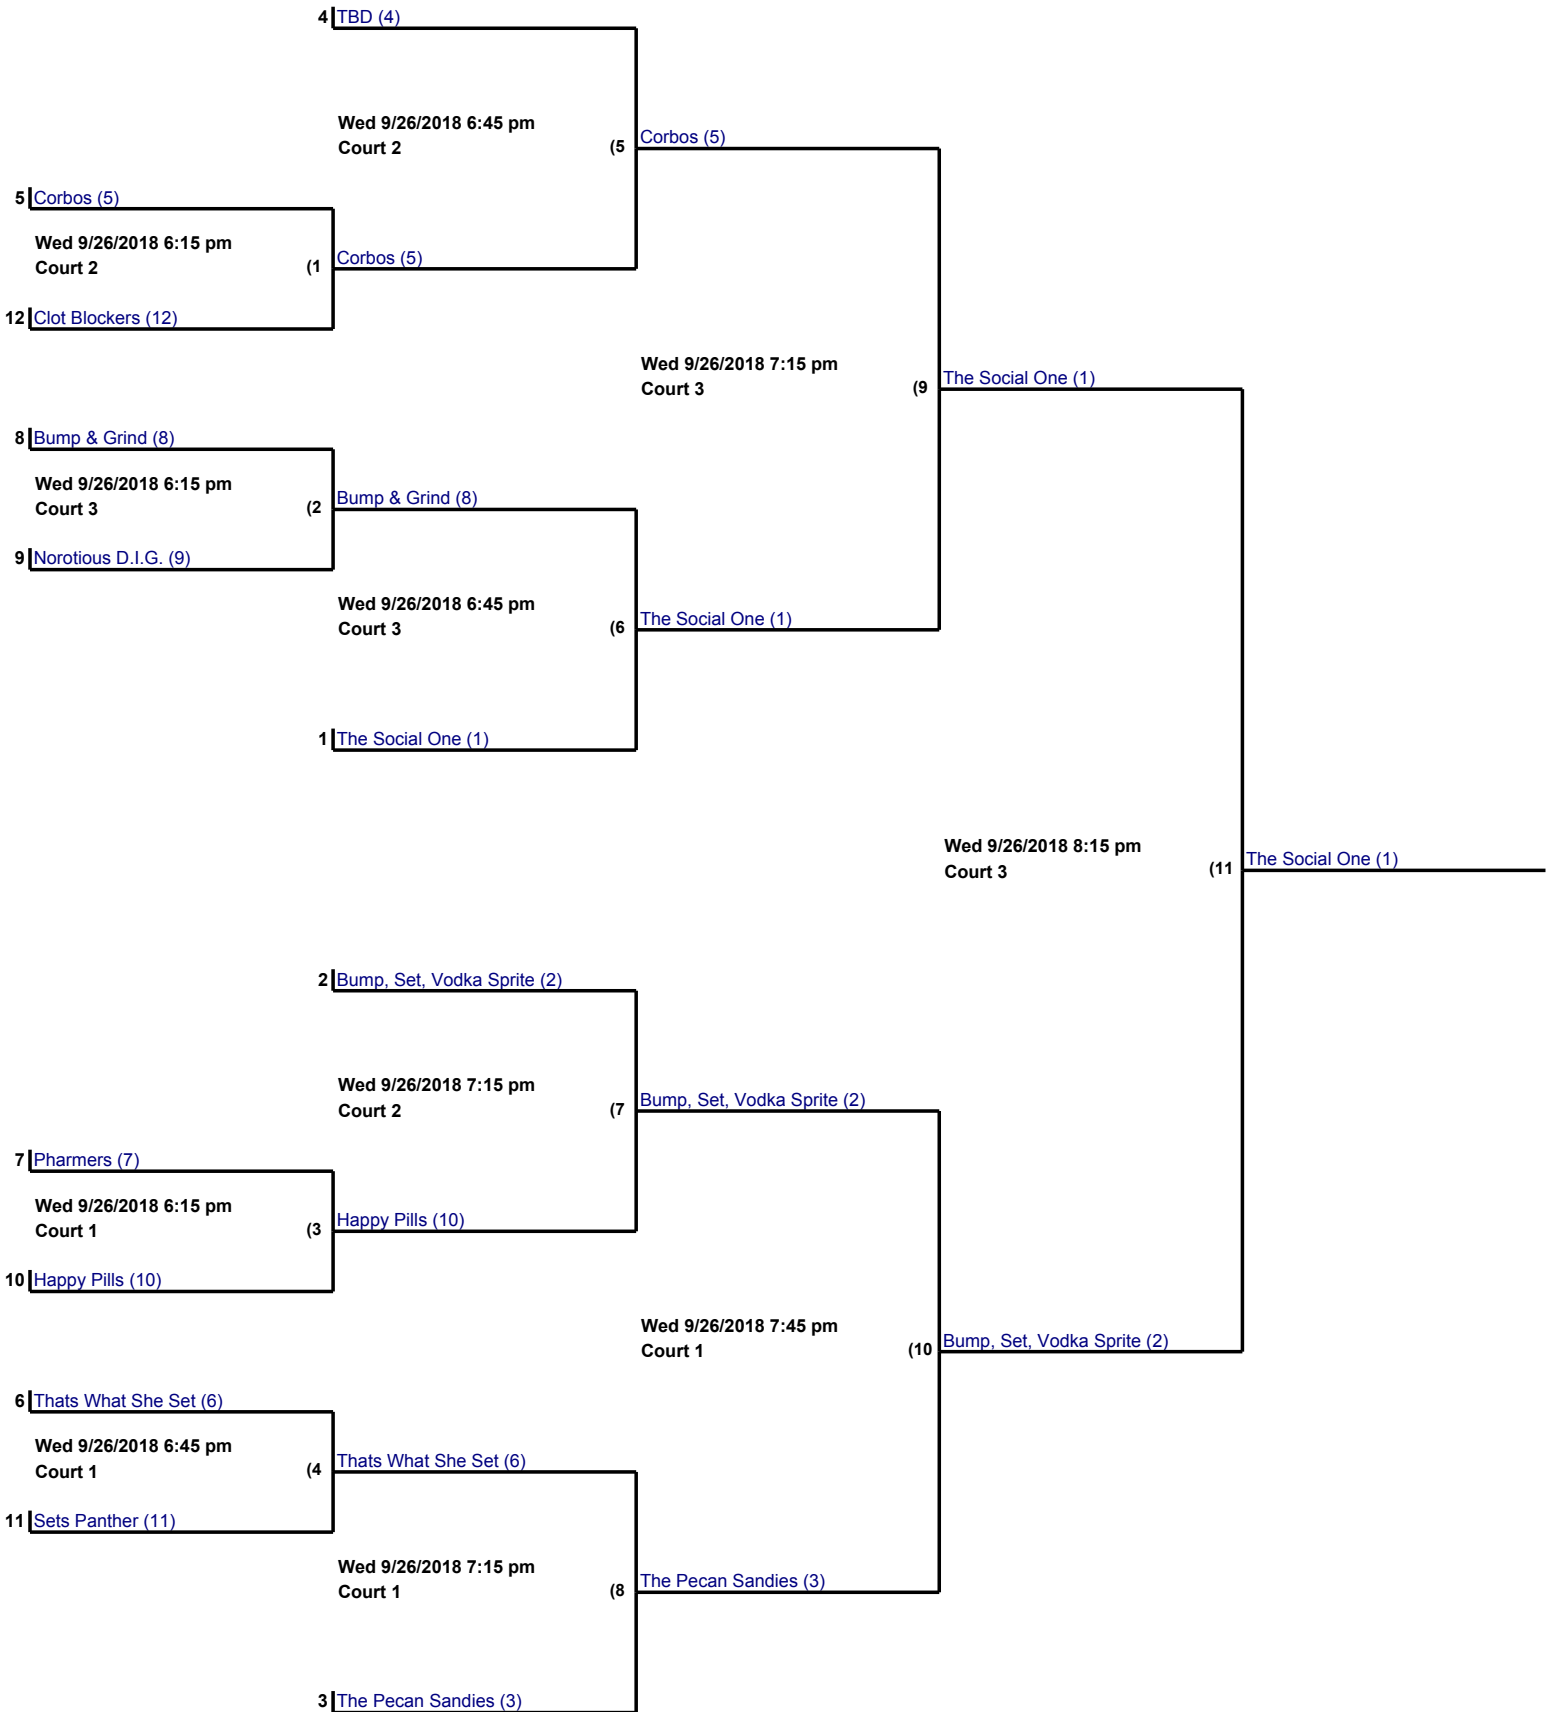 4 TBD (4)
Wed 9/26/2018 6:45 pm
Court 2
(5 Corbos (5)
5 Corbos (5)
Wed 9/26/2018 6:15 pm
Court 2
(1 Corbos (5)
12 Clot Blockers (12)
Wed 9/26/2018 7:15 pm
Court 3
(9 The Social One (1)
8 Bump & Grind (8)
Wed 9/26/2018 6:15 pm
Court 3
(2 Bump & Grind (8)
9 Norotious D.I.G. (9)
Wed 9/26/2018 6:45 pm
Court 3
(6 The Social One (1)
1 The Social One (1)
Wed 9/26/2018 8:15 pm
Court 3
(11 The Social One (1)
2 Bump, Set, Vodka Sprite (2)
Wed 9/26/2018 7:15 pm
Court 2
(7 Bump, Set, Vodka Sprite (2)
7 Pharmers (7)
Wed 9/26/2018 6:15 pm
Court 1
(3 Happy Pills (10)
10 Happy Pills (10)
Wed 9/26/2018 7:45 pm
Court 1
(10 Bump, Set, Vodka Sprite (2)
6 Thats What She Set (6)
Wed 9/26/2018 6:45 pm
Court 1
(4 Thats What She Set (6)
11 Sets Panther (11)
Wed 9/26/2018 7:15 pm
Court 1
(8 The Pecan Sandies (3)
3 The Pecan Sandies (3)